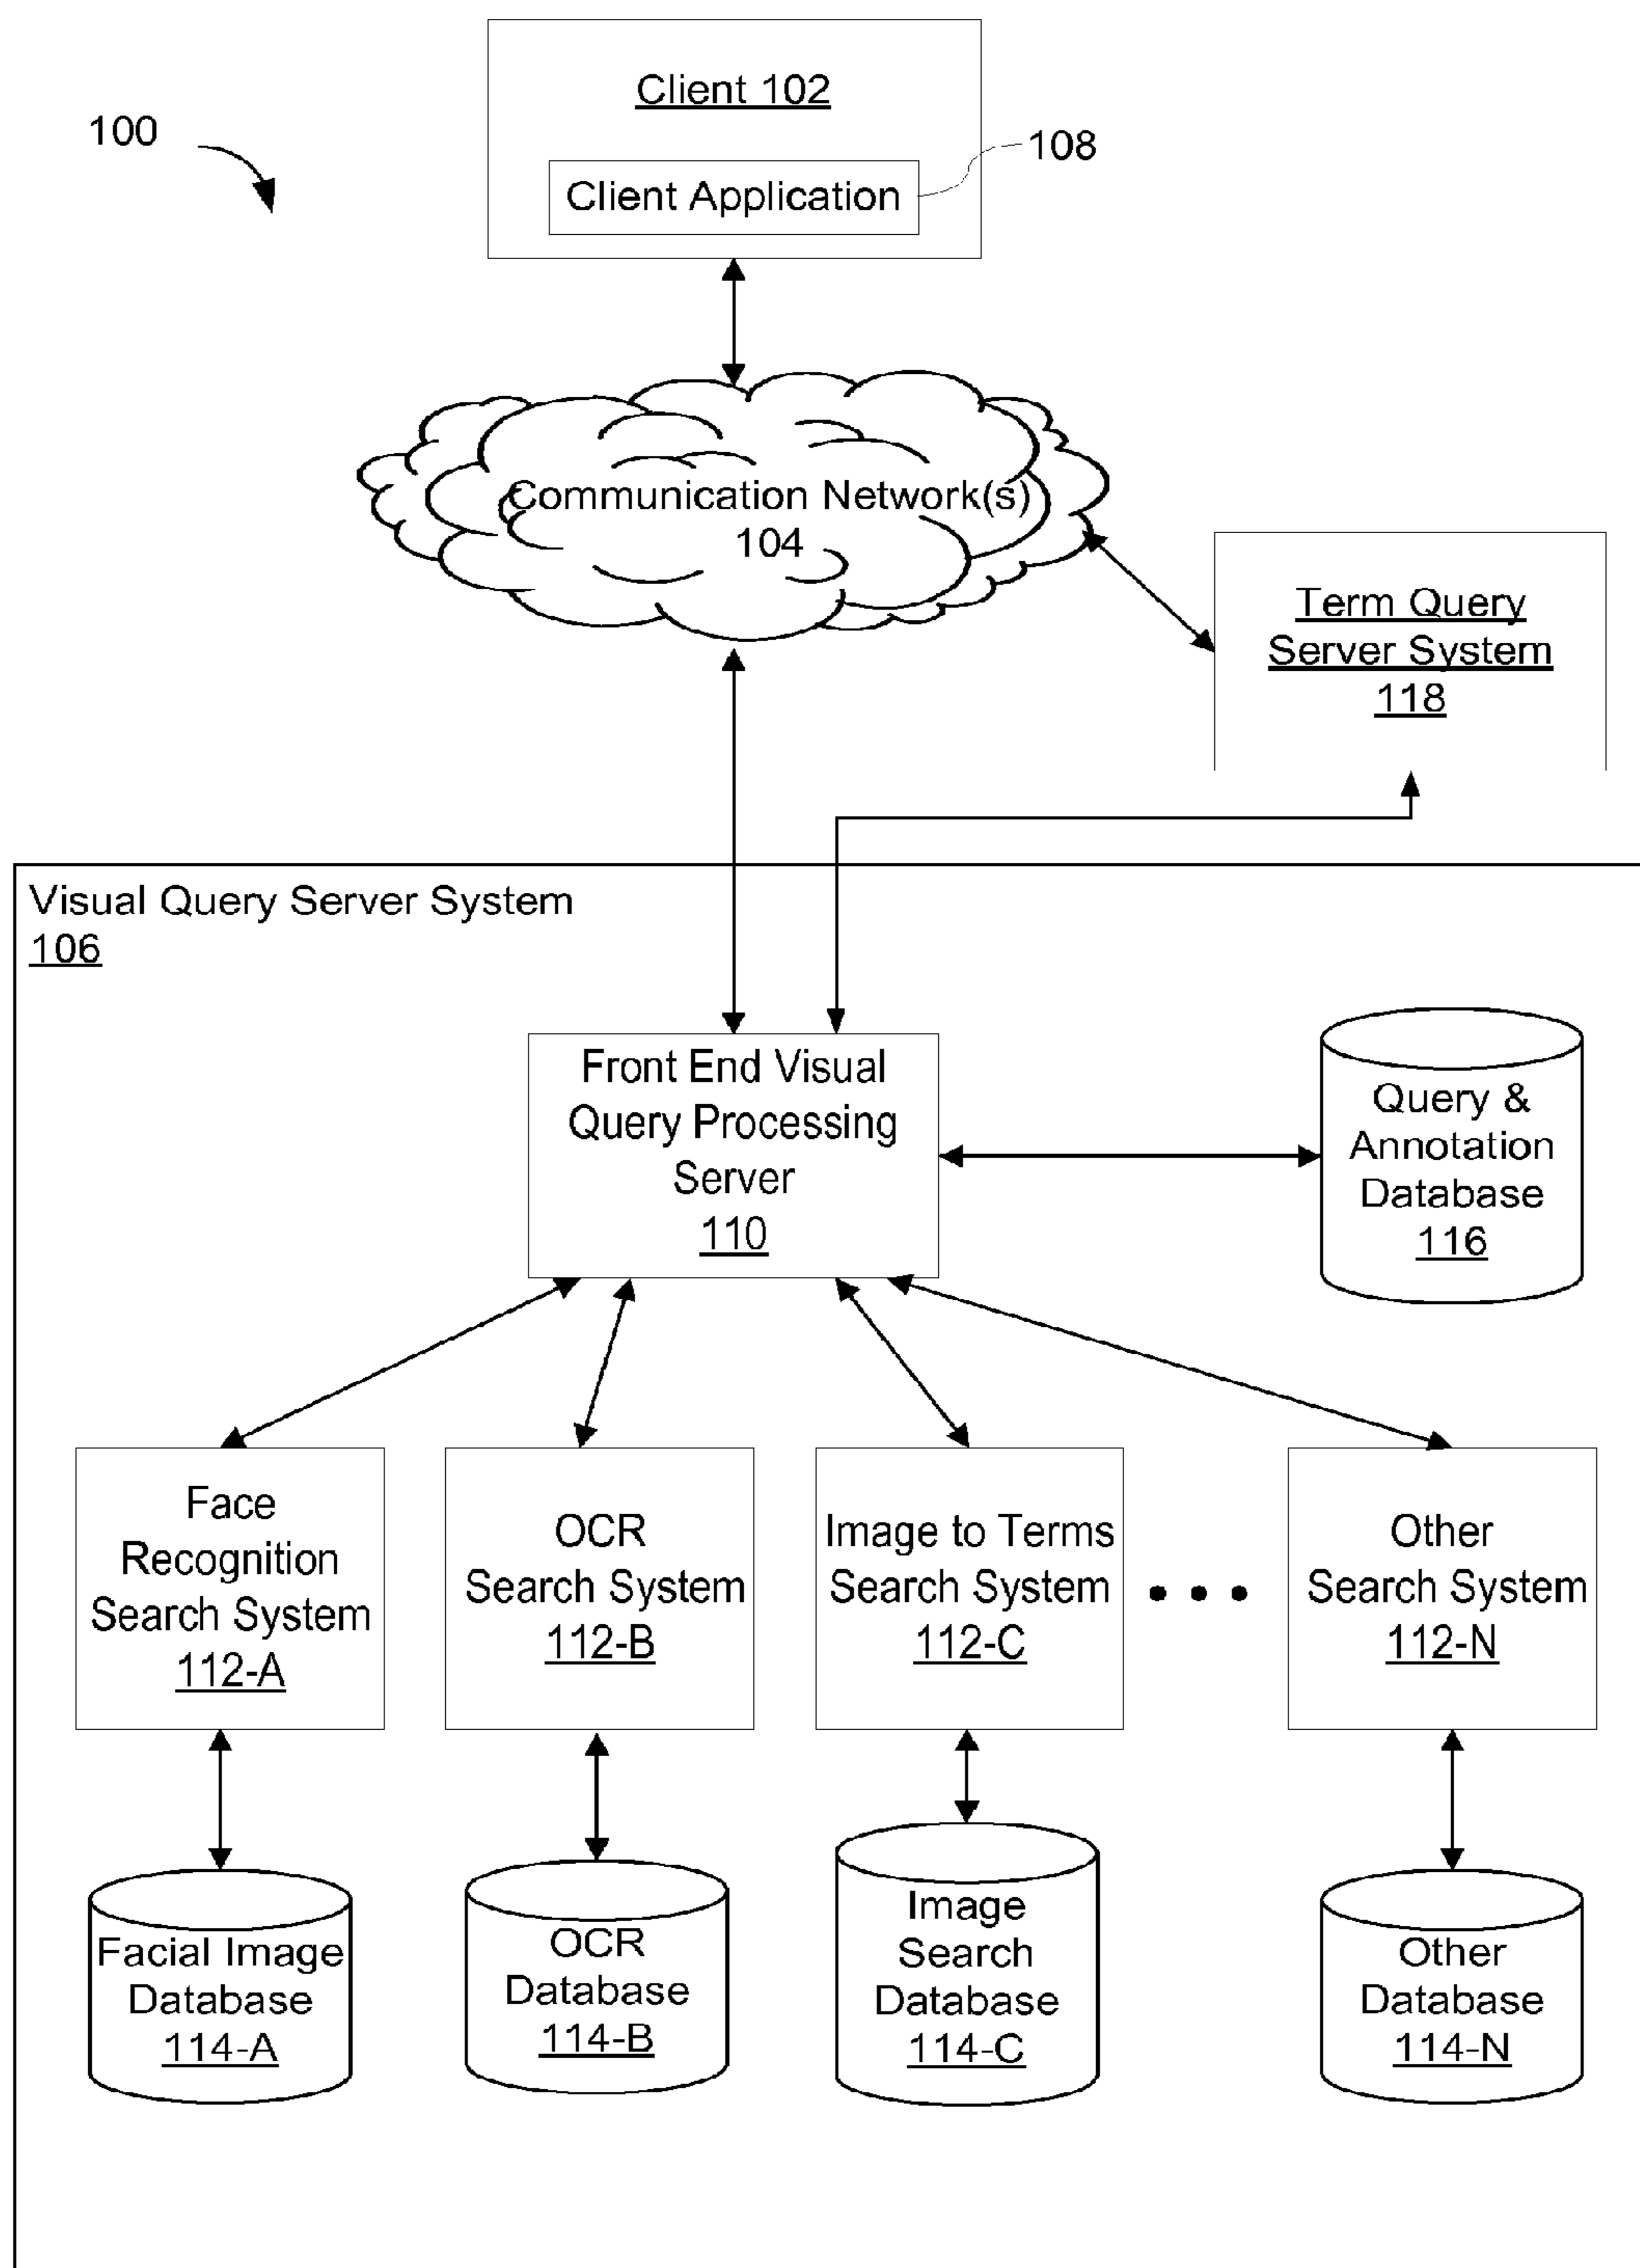 100
Client 102
108
Client Application
Communication Network(s)
104
Term Query
Server System
118
Visual Query Server System
106
Front End Visual
Query Processing
Server
110
Query &
Annotation
Database
116
Face
Recognition
Search System
112-A
OCR
Search System
112-B
Image to Terms
Search System
112-C
Other
Search System
112-N
Facial Image
Database
114-A
OCR
Database
114-B
Image
Search
Database
114-C
Other
Database
114-N